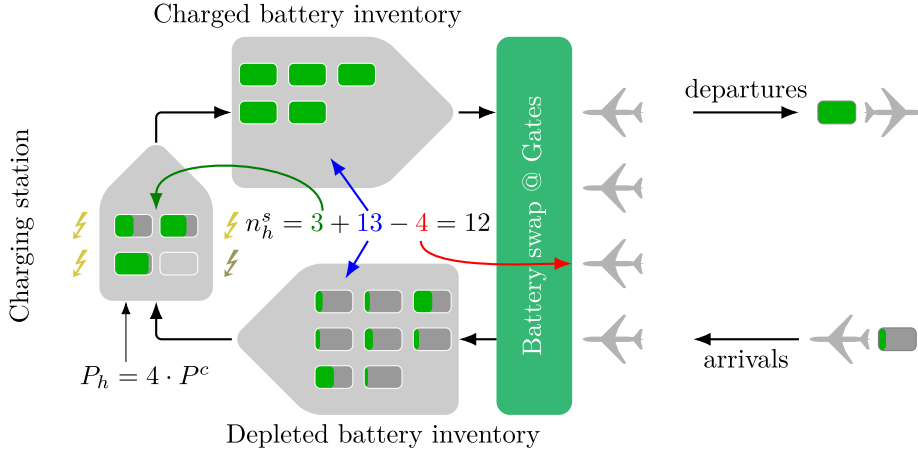 Charged battery inventory
departures
Charging station
Battery swap @ Gates
n_h^s = 3 + 13 − 4 = 12
P_h = 4 · P^c
arrivals
Depleted battery inventory